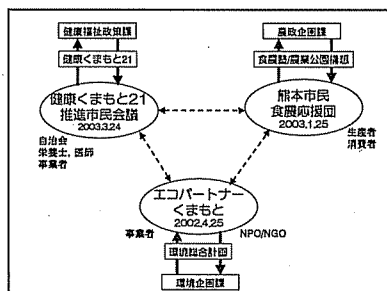 健康福祉政策課
健康くまもと21
健康くまもと21
推進市民会議
2003.3.24
自治会
栄養士,医師
事業者
農政企画課
食農塾/農業公園構想
熊本市民
食農応援団
2003.1.25
生産者
消費者
エコパートナー
くまもと
2002.4.25
事業者
NPO/NGO
環境総合計画
環境企画課